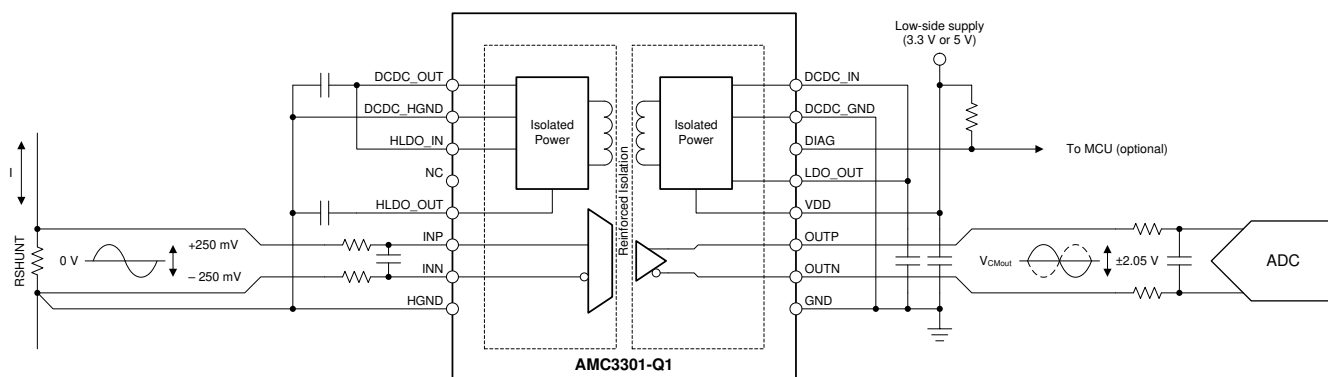 Low-side supply
(3.3 V or 5 V)
DCDC_OUT
DCDC_HGND
HLDO_IN
NC
HLDO_OUT
INP
INN
HGND
Isolated
Power
Reinforced Isolation
Isolated
Power
DCDC_IN
DCDC_GND
DIAG
LDO_OUT
VDD
OUTP
OUTN
GND
To MCU (optional)
I
RSHUNT
0 V
+250 mV
– 250 mV
VCMout
±2.05 V
ADC
AMC3301-Q1